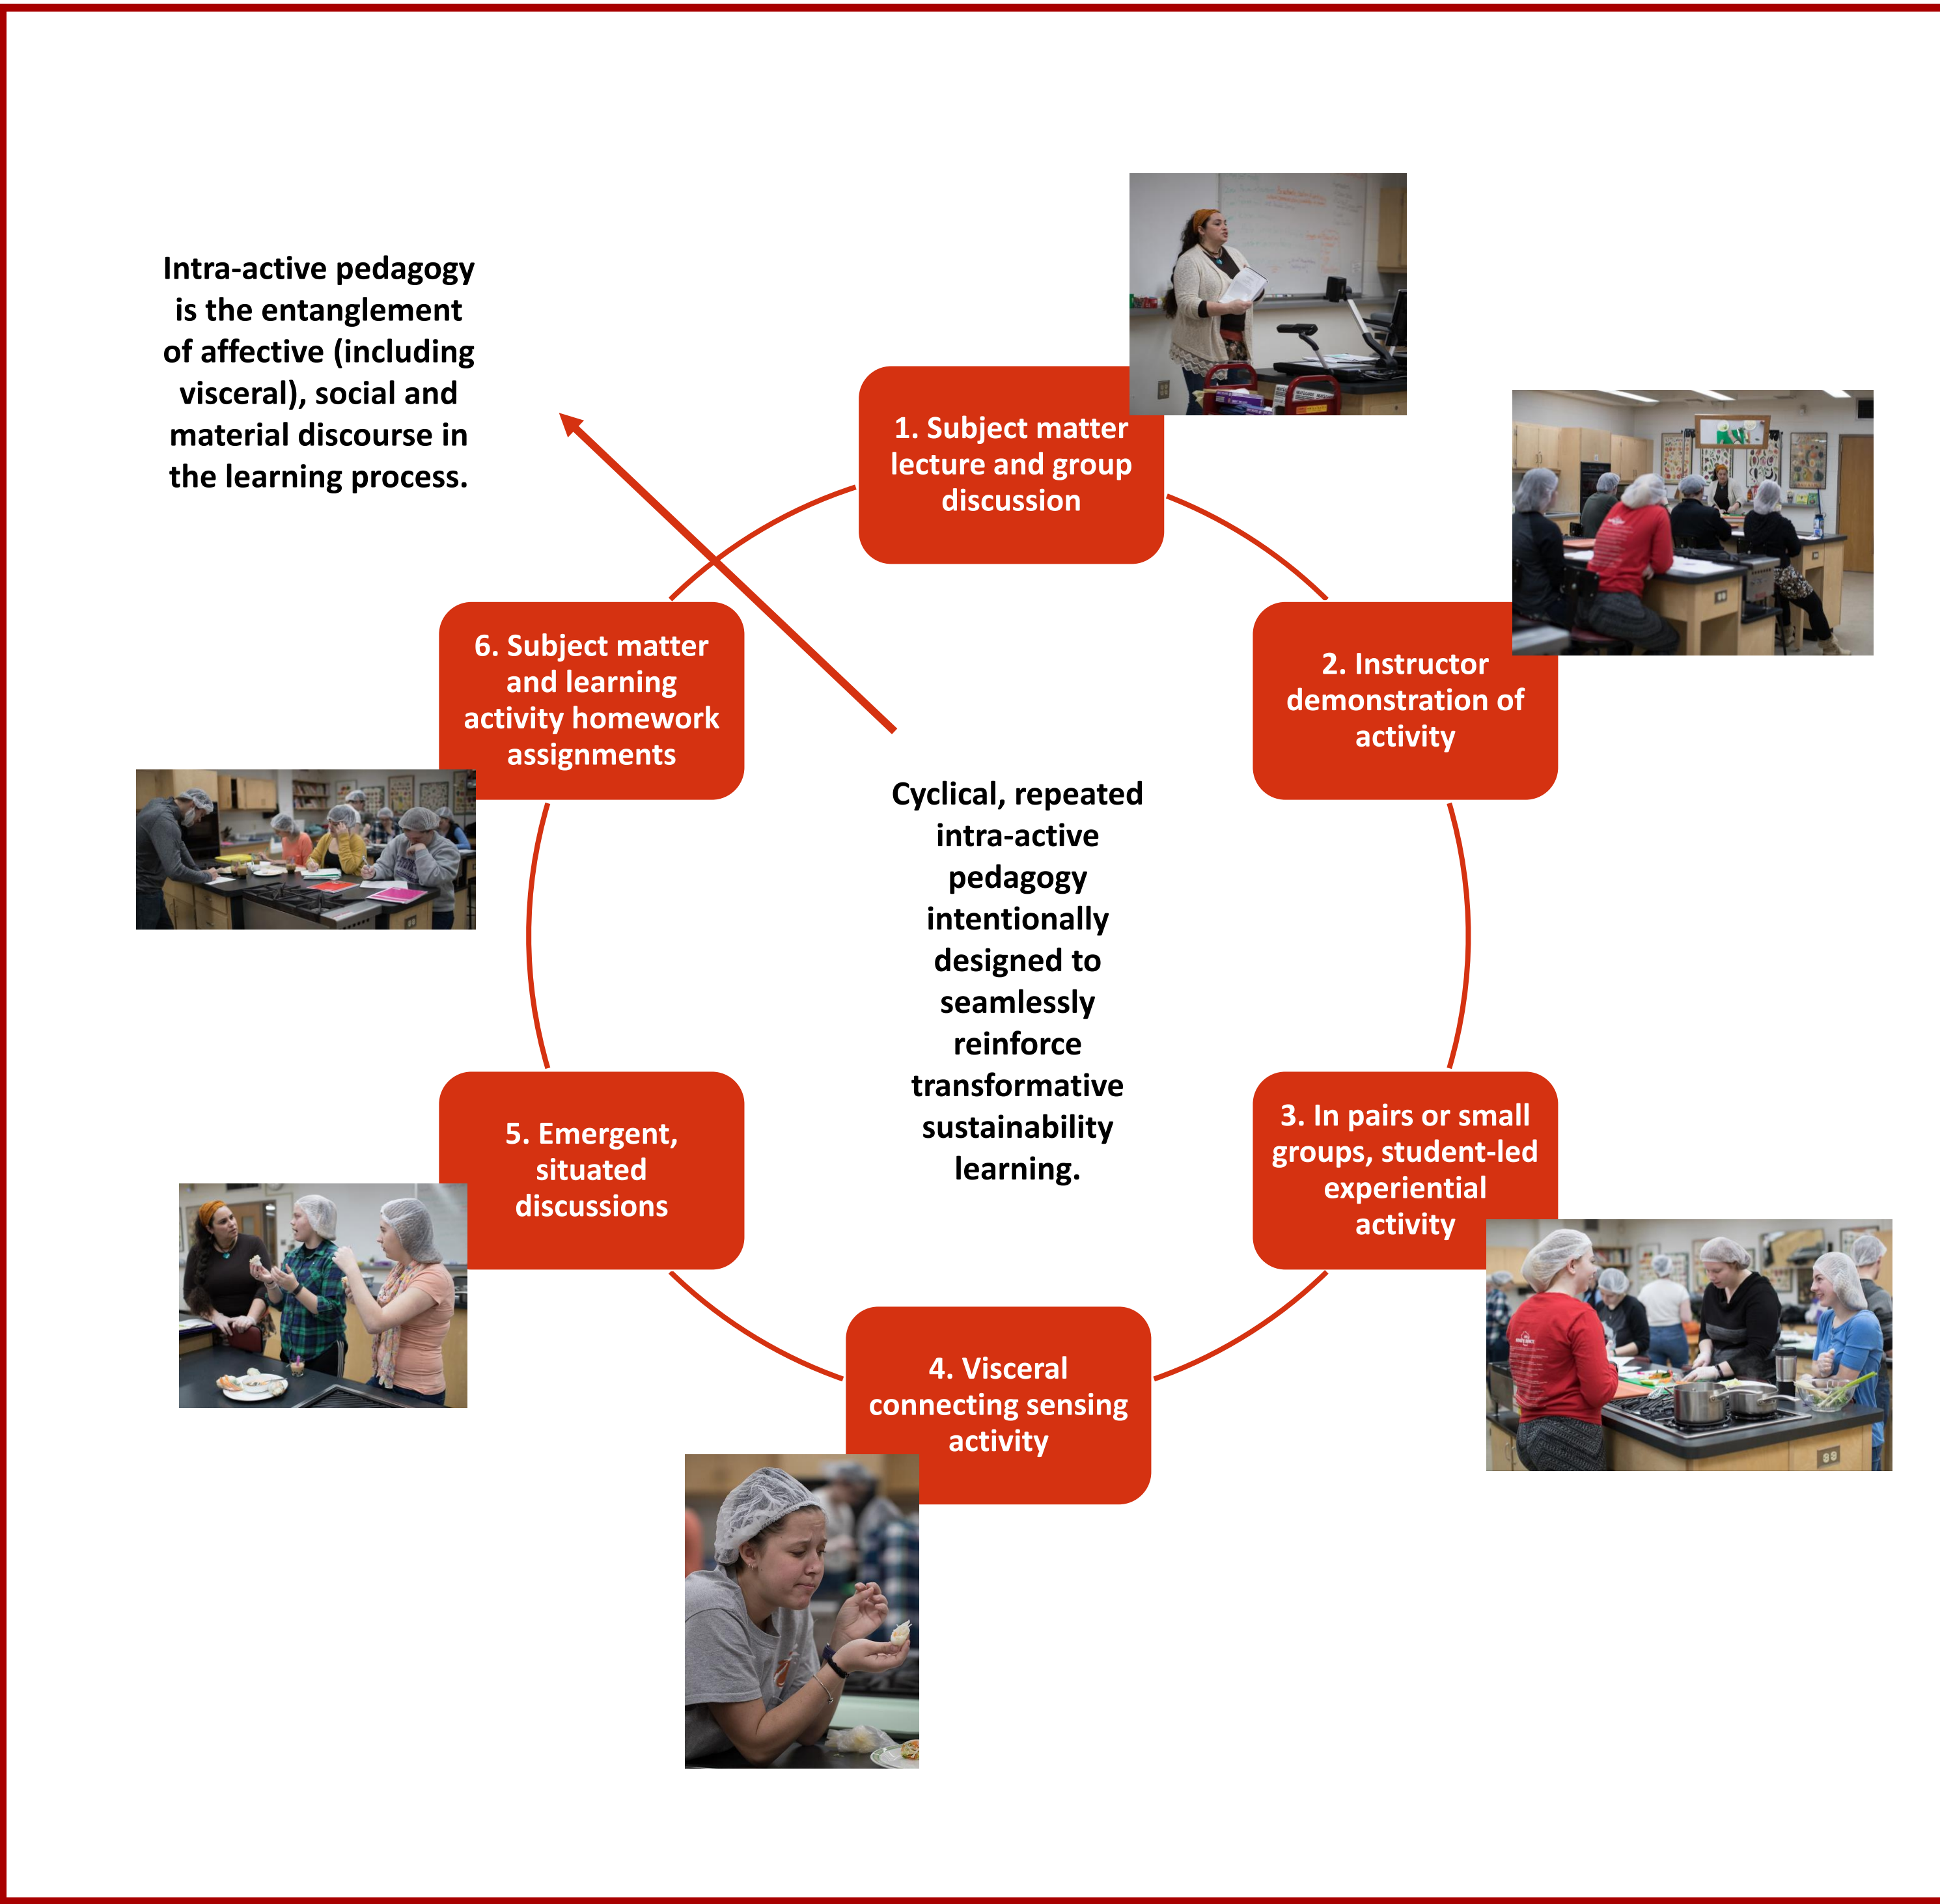 Intra-active pedagogy
is the entanglement
of affective (including
visceral), social and
material discourse in
the learning process.
1. Subject matter
lecture and group
discussion
2. Instructor
demonstration of
activity
3. In pairs or small
groups, student-led
experiential
activity
4. Visceral
connecting sensing
activity
5. Emergent,
situated
discussions
6. Subject matter
and learning
activity homework
assignments
Cyclical, repeated
intra-active
pedagogy
intentionally
designed to
seamlessly
reinforce
transformative
sustainability
learning.